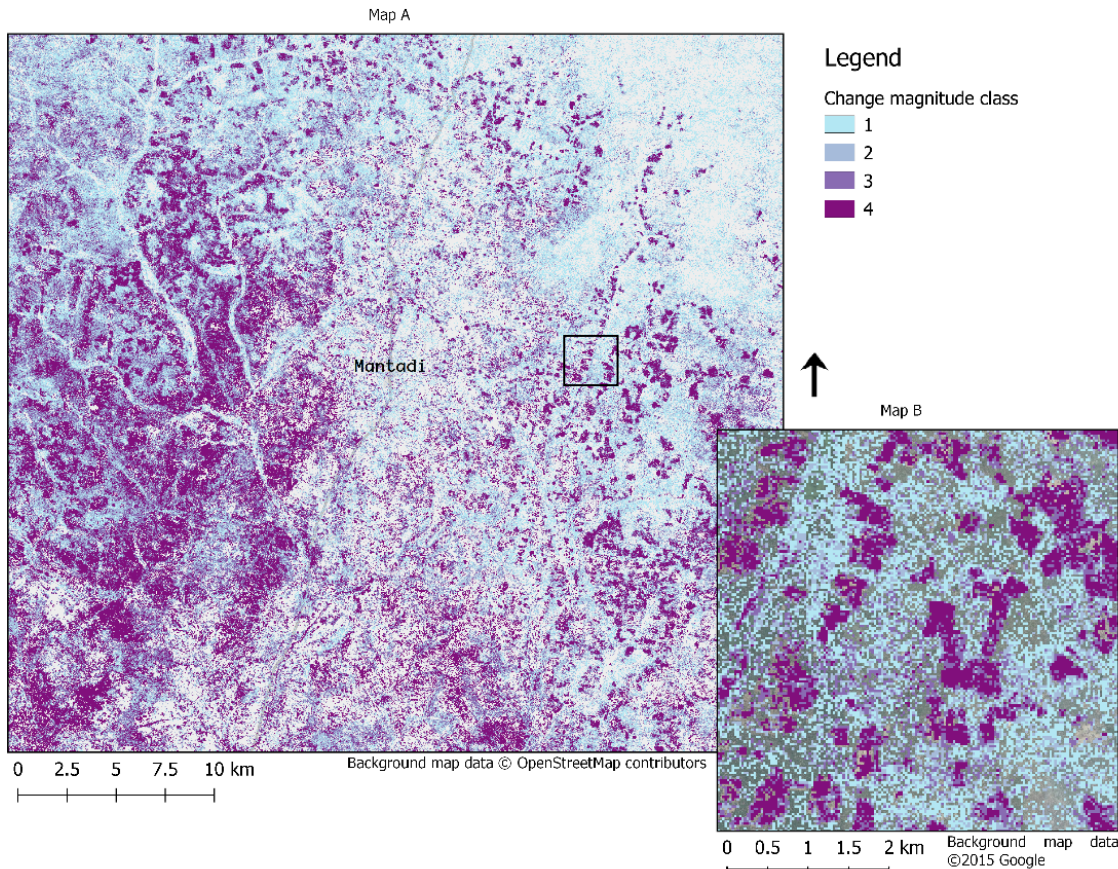 Map A
Legend
Change magnitude class
1
2
3
4
Mantadi
Map B
0 2.5 5 7.5 10 km
Background map data © OpenStreetMap contributors
0 0.5 1 1.5 2 km
Background map data
©2015 Google